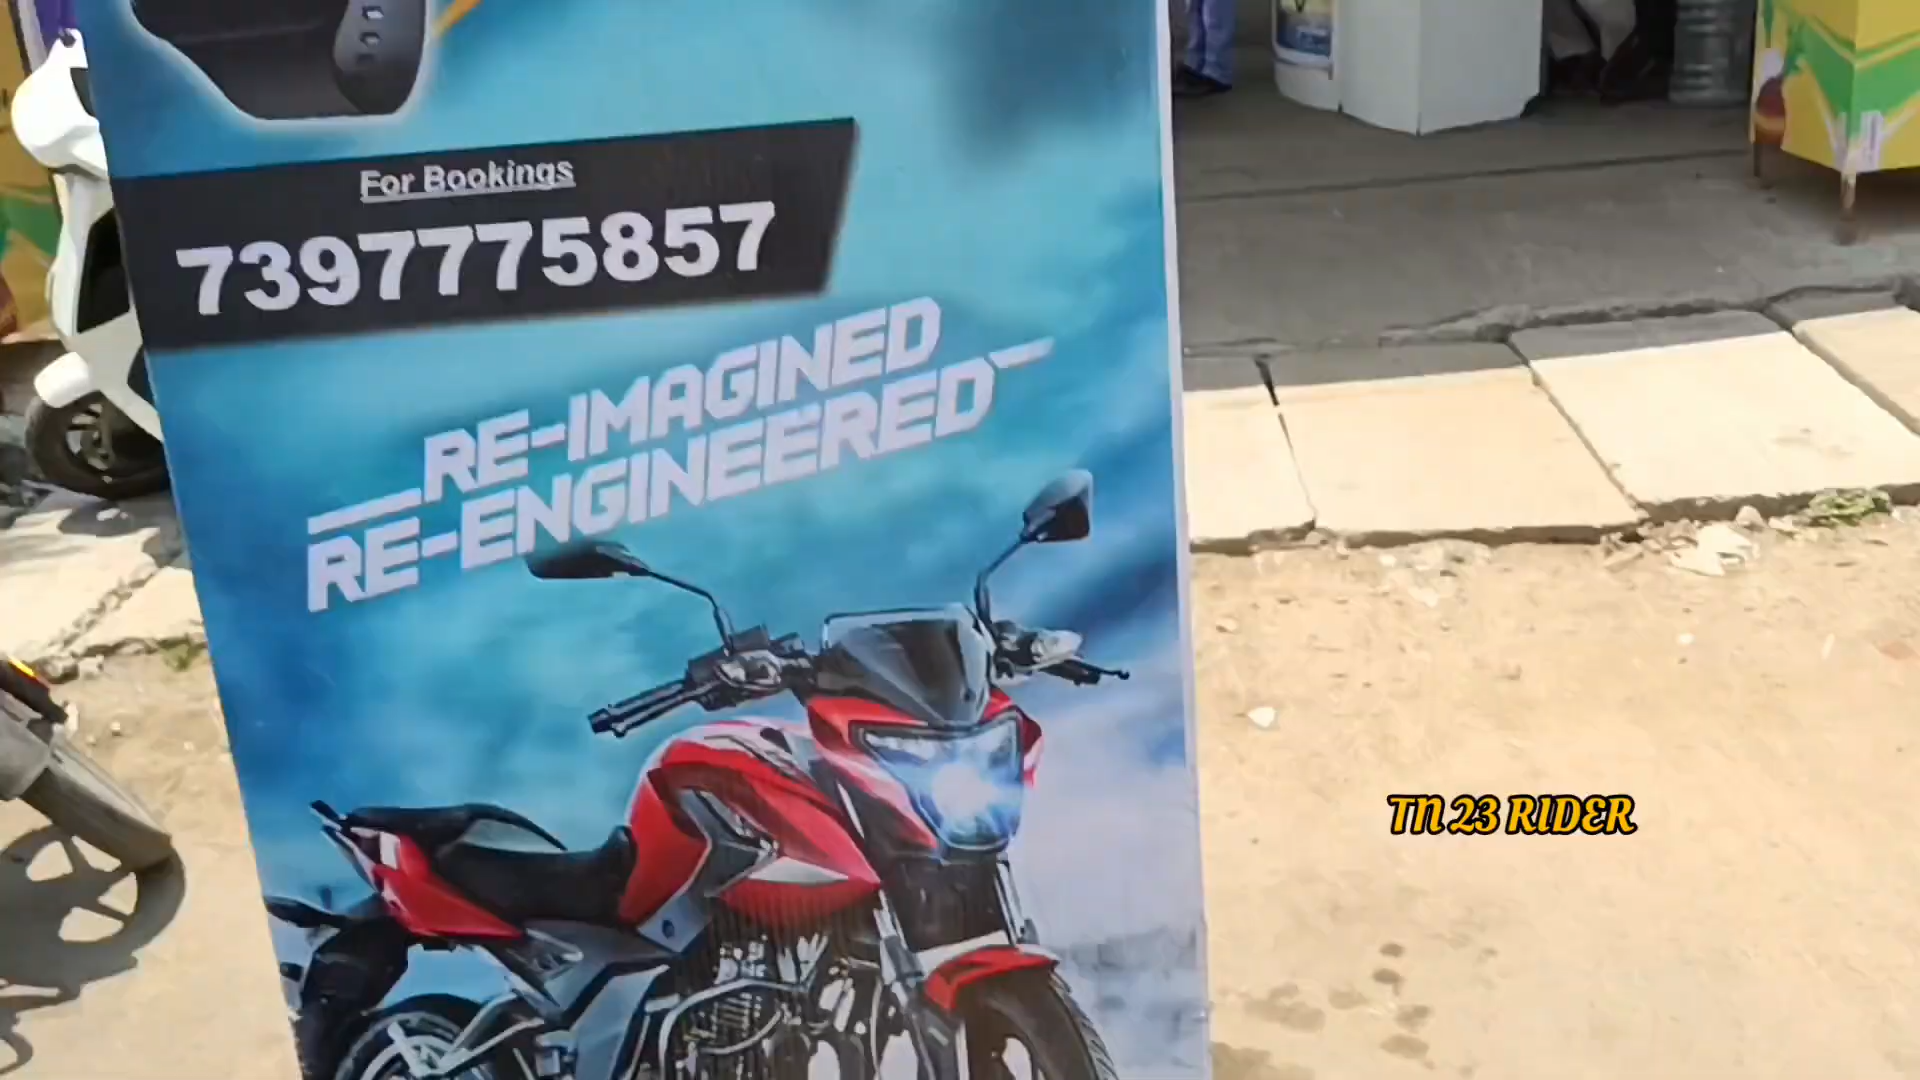 For Bookings
7397775857
RE-IMAGINED
RE-ENGINEERED
TN 23 RIDER